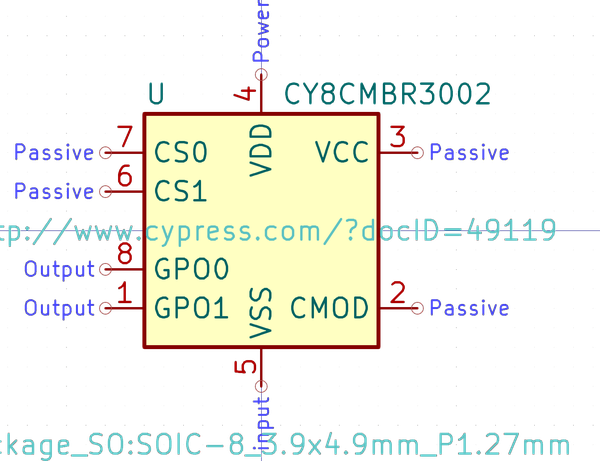 Power
4
U CY8CMBR3002
Passive 7 CS0 VDD VCC 3 Passive
Passive 6 CS1
tp://www.cypress.com/?docID=49119
Output 8 GPO0
Output 1 GPO1 VSS CMOD 2 Passive
5
input
ckage_SO:SOIC-8_3.9x4.9mm_P1.27mm